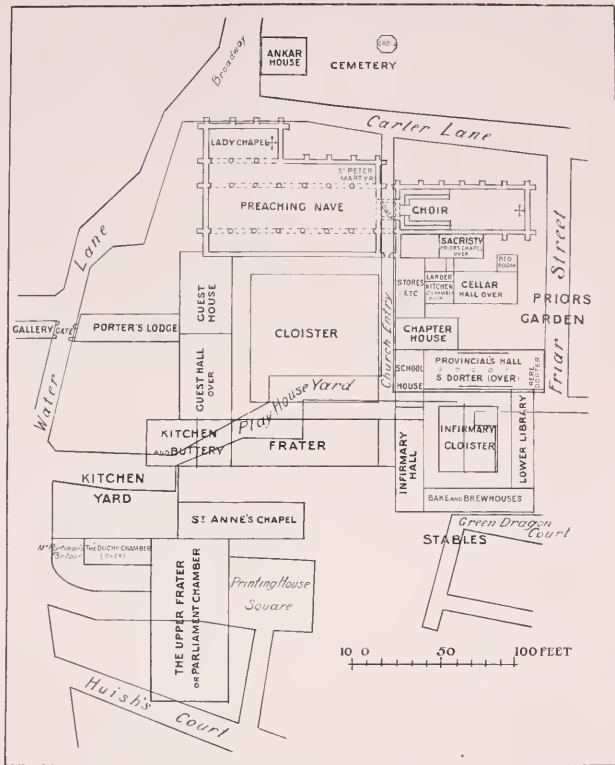 Broadway
ANKAR
HOUSE
CEMETERY
Carter Lane
LADY CHAPEL
ST PETER
MARTYR
PREACHING NAVE
CHOIR
SACRISTY
PRIORS CHAPEL
OVER
BED
ROOM
Lane
Water
GUEST
HOUSE
STORES
ETC
LARDER
KITCHEN
CELLAR
HALL OVER
Friar Street
PRIORS
GARDEN
GALLERY
GATE
PORTER'S LODGE
CLOISTER
Church Entry
CHAPTER
HOUSE
GUEST HALL
OVER
SCHOOL
HOUSE
PROVINCIAL'S HALL
S DORTER (OVER)
RERE
DORTER
Play House Yard
KITCHEN
AND BUTTERY
FRATER
INFIRMARY
HALL
INFIRMARY
CLOISTER
LOWER LIBRARY
KITCHEN
YARD
BAKE AND BREWHOUSES
ST ANNE'S CHAPEL
STABLES
Green Dragon
Court
THE DUCHY CHAMBER
(OVER)
THE UPPER FRATER
OR PARLIAMENT CHAMBER
Printing House
Square
10 0 50 100 FEET
Huish's Court